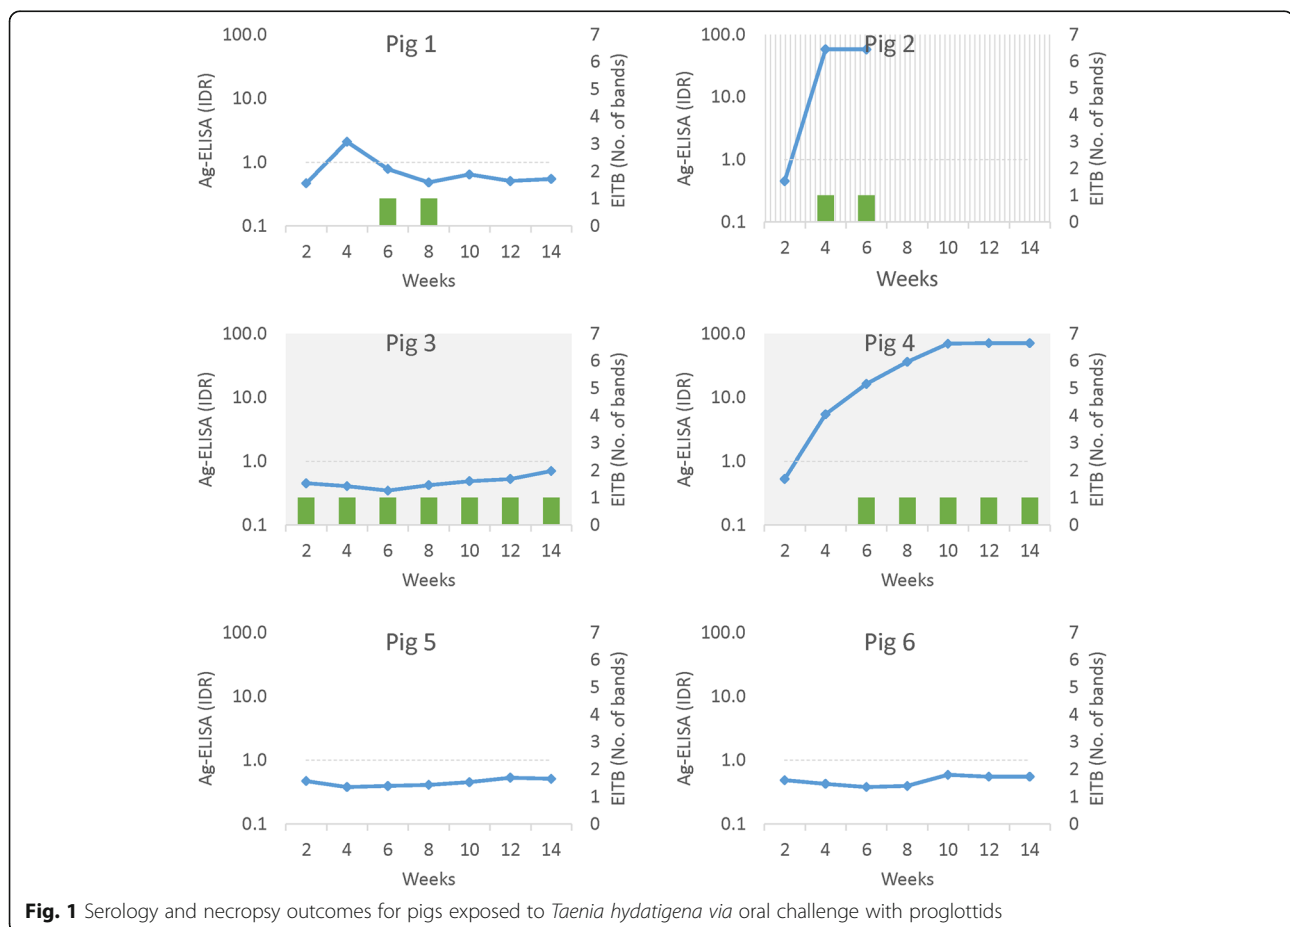 Pig 1
100.0
10.0
1.0
0.1
Ag-ELISA (IDR)
7
6
5
4
3
2
1
0
EITB (No. of bands)
2 4 6 8 10 12 14
Weeks
Pig 2
100.0
10.0
1.0
0.1
Ag-ELISA (IDR)
7
6
5
4
3
2
1
0
EITB (No. of bands)
2 4 6 8 10 12 14
Weeks
Pig 3
100.0
10.0
1.0
0.1
Ag-ELISA (IDR)
7
6
5
4
3
2
1
0
EITB (No. of bands)
2 4 6 8 10 12 14
Weeks
Pig 4
100.0
10.0
1.0
0.1
Ag-ELISA (IDR)
7
6
5
4
3
2
1
0
EITB (No. of bands)
2 4 6 8 10 12 14
Weeks
Pig 5
100.0
10.0
1.0
0.1
Ag-ELISA (IDR)
7
6
5
4
3
2
1
0
EITB (No. of bands)
2 4 6 8 10 12 14
Weeks
Pig 6
100.0
10.0
1.0
0.1
Ag-ELISA (IDR)
7
6
5
4
3
2
1
0
EITB (No. of bands)
2 4 6 8 10 12 14
Weeks
Fig. 1 Serology and necropsy outcomes for pigs exposed to Taenia hydatigena via oral challenge with proglottids